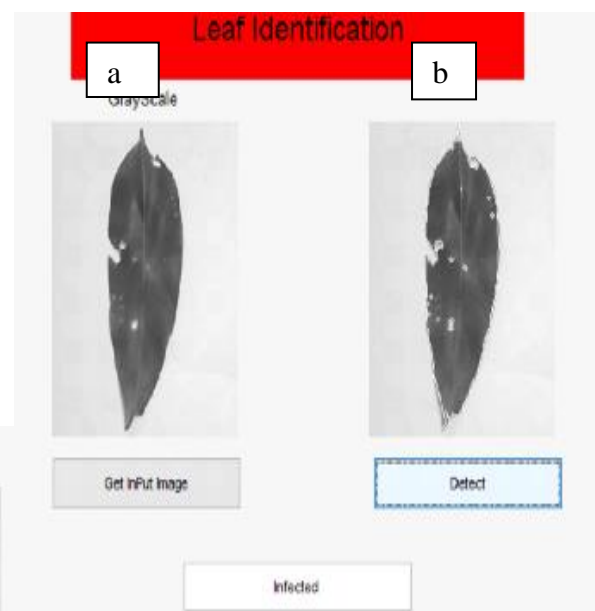 Leaf Identification
a
b
GrayScale
Get InPut Image
Detect
Infected